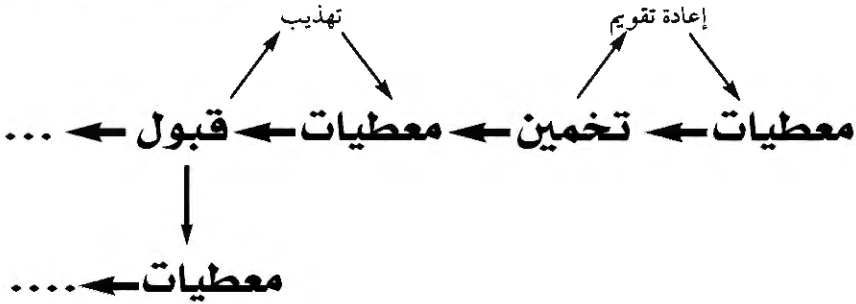 إعادة تقويم تهذيب
معطيات تخمين معطيات قبول ...
معطيات ....